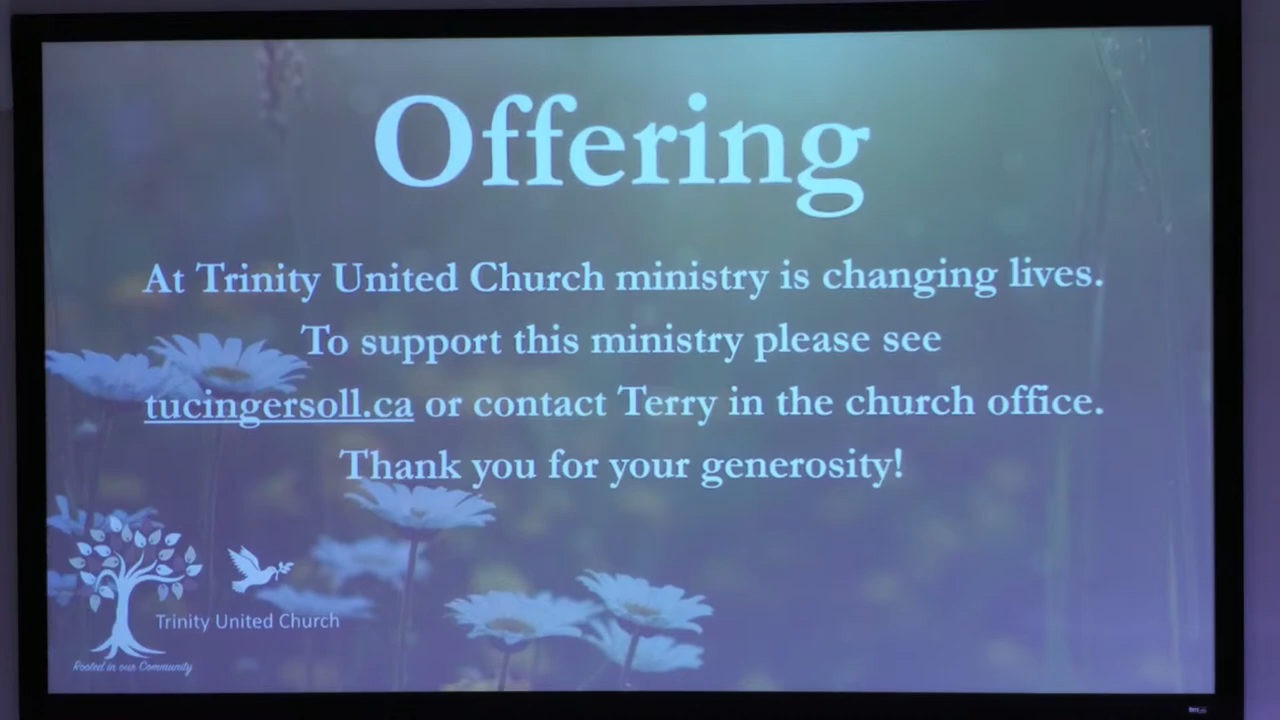 Offering
At Trinity United Church ministry is changing lives.
To support this ministry please see
tucingersoll.ca or contact Terry in the church office.
Thank you for your generosity!
Trinity United Church
Rooted in our Community